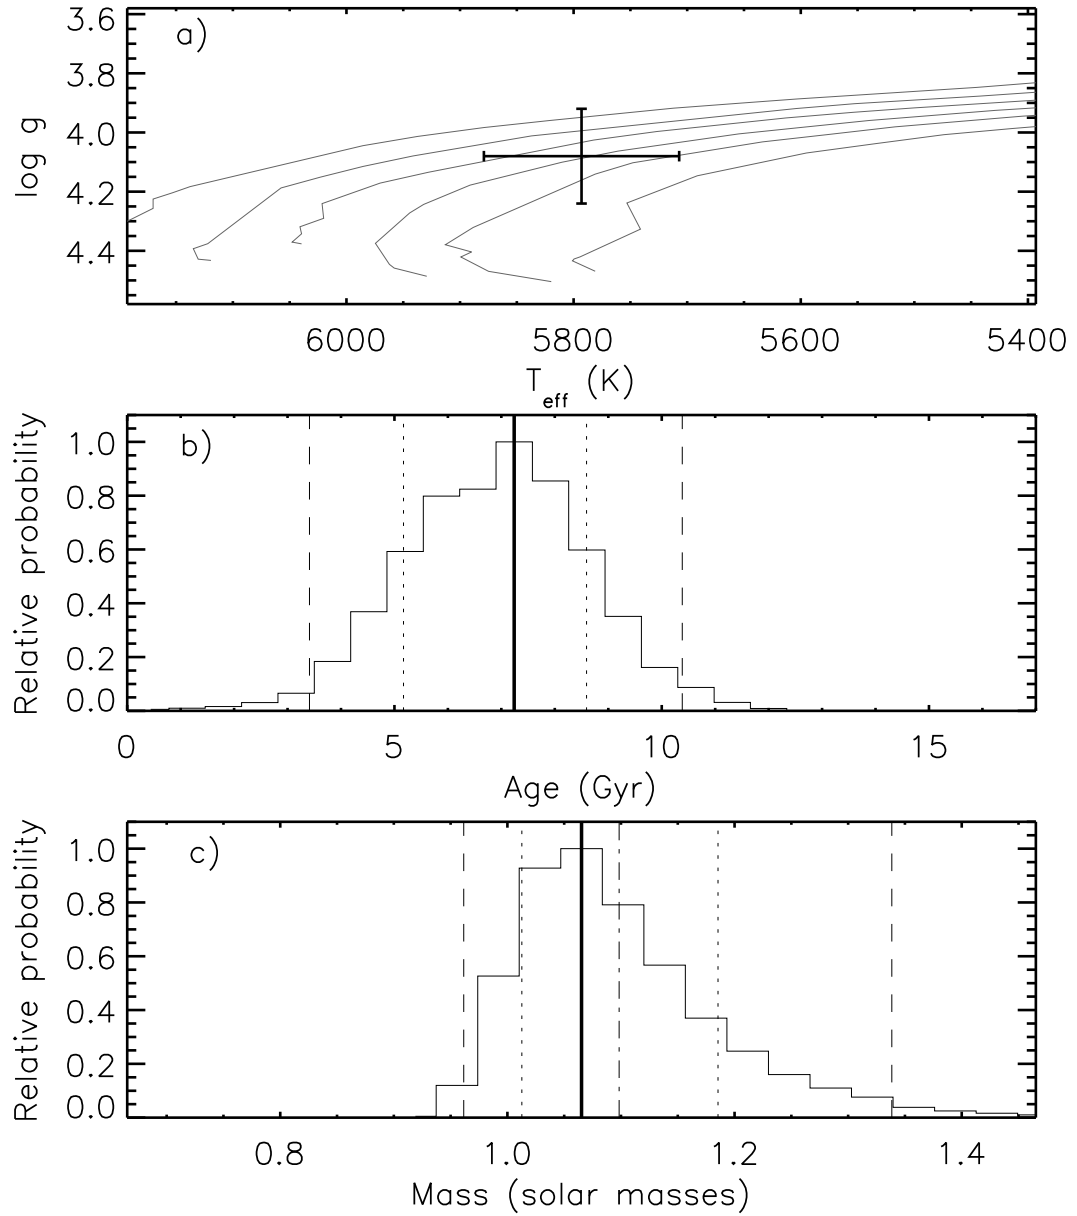 a)
3.6
3.8
4.0
4.2
4.4
log g
6000 5800 5600 5400
T_eff (K)
b)
1.0
0.8
0.6
0.4
0.2
0.0
Relative probability
0 5 10 15
Age (Gyr)
c)
1.0
0.8
0.6
0.4
0.2
0.0
Relative probability
0.8 1.0 1.2 1.4
Mass (solar masses)